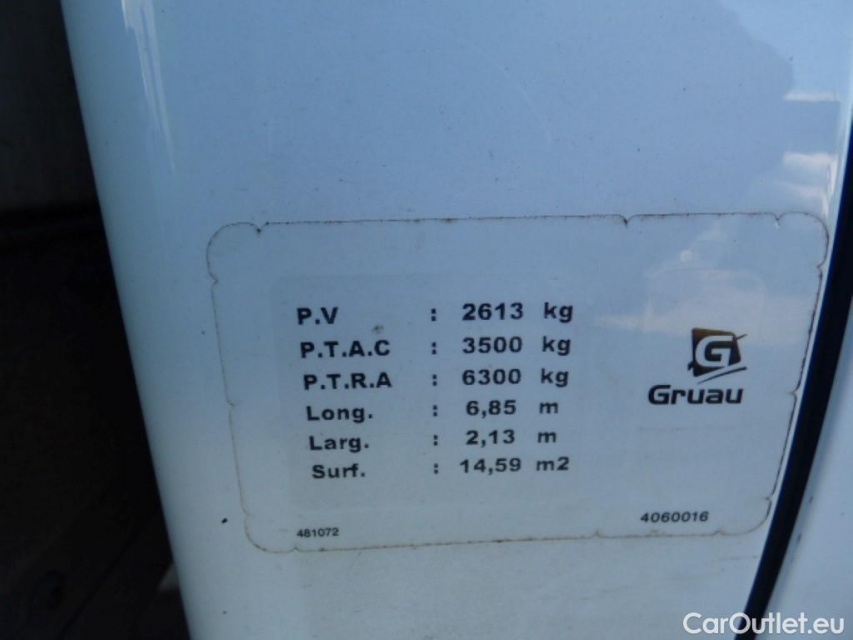 P.V : 2613 kg
P.T.A.C : 3500 kg
P.T.R.A : 6300 kg
Long. : 6,85 m
Larg. : 2,13 m
Surf. : 14,59 m2
G
Gruau
481072
4060016
CarOutlet.eu